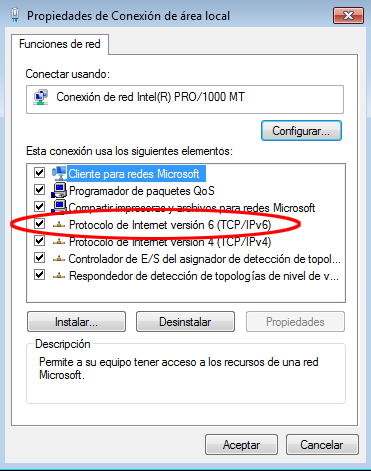 Propiedades de Conexión de área local
Funciones de red
Conectar usando:
Conexión de red Intel(R) PRO/1000 MT
Configurar...
Esta conexión usa los siguientes elementos:
Cliente para redes Microsoft
Programador de paquetes QoS
Compartir impresoras y archivos para redes Microsoft
Protocolo de Internet versión 6 (TCP/IPv6)
Protocolo de Internet versión 4 (TCP/IPv4)
Controlador de E/S del asignador de detección de topol...
Respondedor de detección de topologías de nivel de v...
Instalar...
Desinstalar
Propiedades
Descripción
Permite a su equipo tener acceso a los recursos de una red
Microsoft.
Aceptar
Cancelar